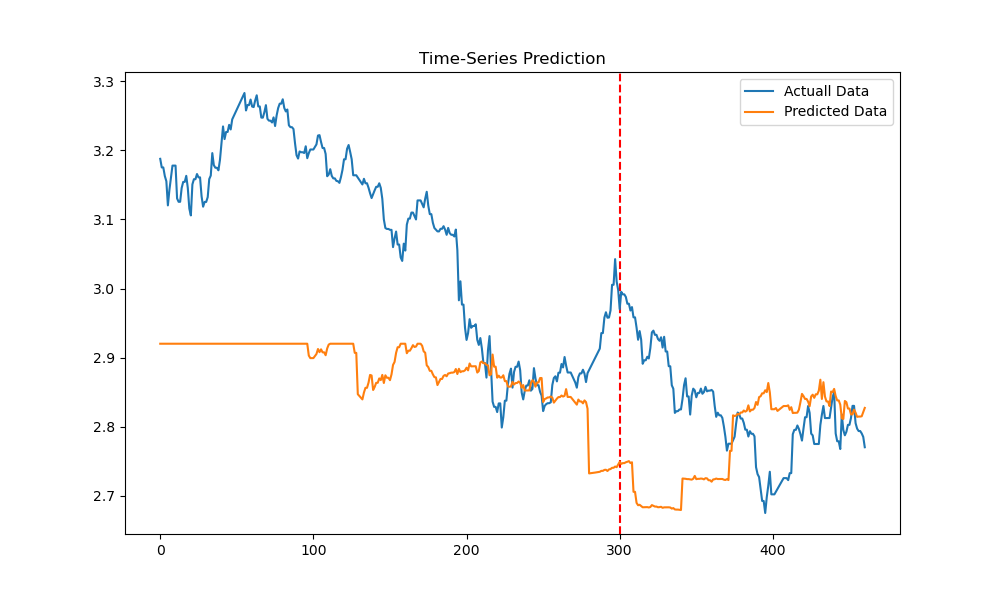 Time-Series Prediction
Actuall Data
Predicted Data
3.3
3.2
3.1
3.0
2.9
2.8
2.7
0 100 200 300 400